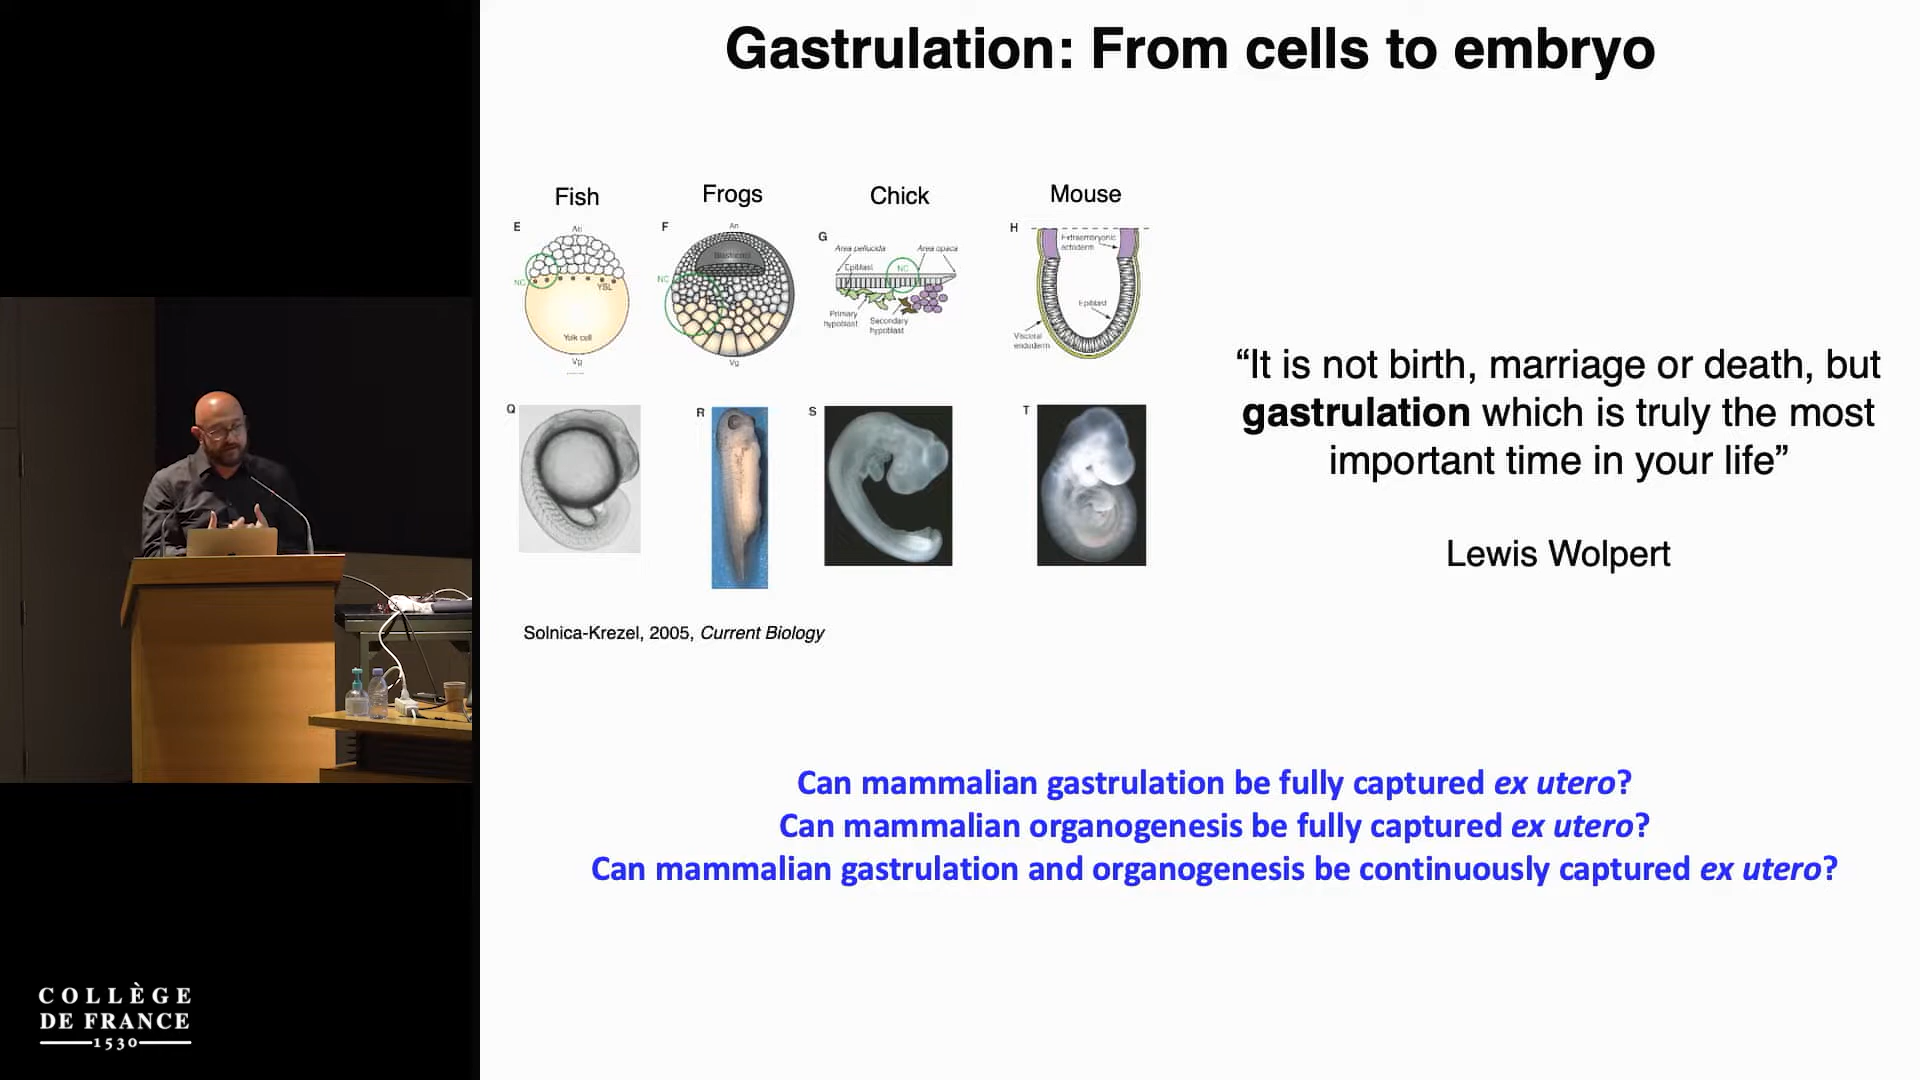 Gastrulation: From cells to embryo
Fish
Frogs
Chick
Mouse
E
An
NC
YSL
Yolk cell
Vg
F
An
Blastocoel
NC
Vg
G
Area pellucida
Area opaca
Epiblast
NC
Primary
hypoblast
Secondary
hypoblast
H
Extraembryonic
ectoderm
Epiblast
Visceral
endoderm
Q
R
S
T
“It is not birth, marriage or death, but
gastrulation which is truly the most
important time in your life”
Lewis Wolpert
Solnica-Krezel, 2005, Current Biology
Can mammalian gastrulation be fully captured ex utero?
Can mammalian organogenesis be fully captured ex utero?
Can mammalian gastrulation and organogenesis be continuously captured ex utero?
COLLÈGE
DE FRANCE
1530